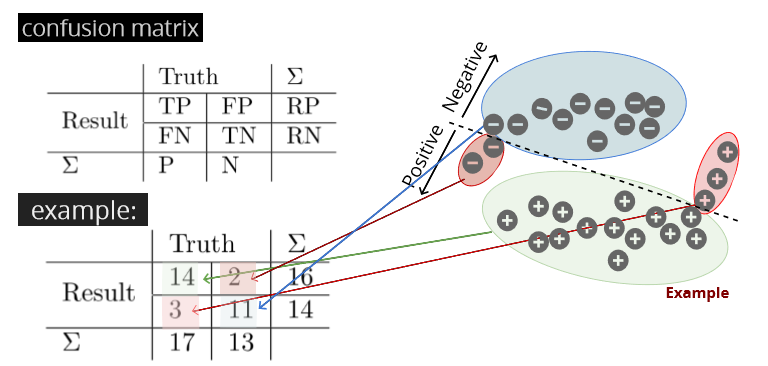 confusion matrix
Truth Σ
Result TP FP RP
FN TN RN
Σ P N
example:
Truth Σ
Result 14 2 16
3 11 14
Σ 17 13
Negative
Positive
Example